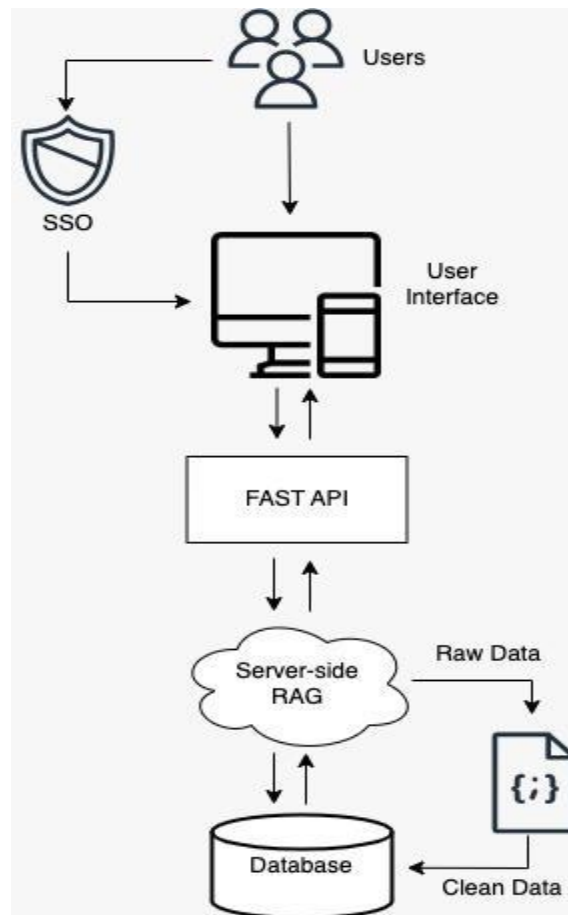 Users
SSO
User
Interface
FAST API
Server-side
RAG
Raw Data
{;}
Database
Clean Data